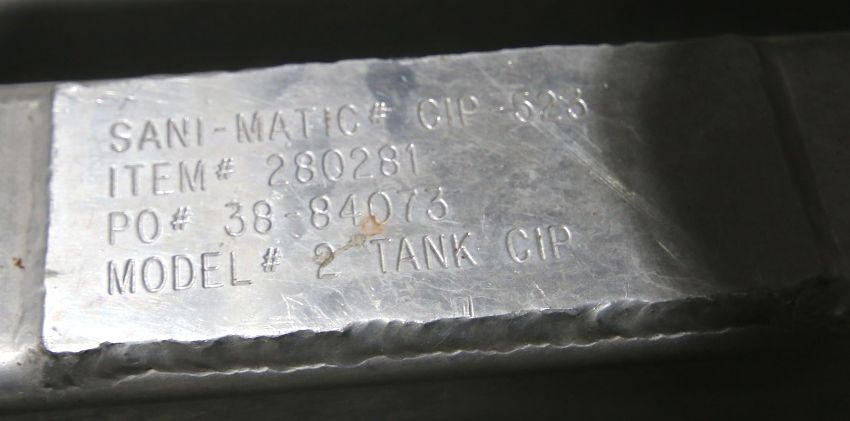 SANI-MATIC# CIP-523
ITEM# 280281
PO# 38-84073
MODEL# 2 TANK CIP